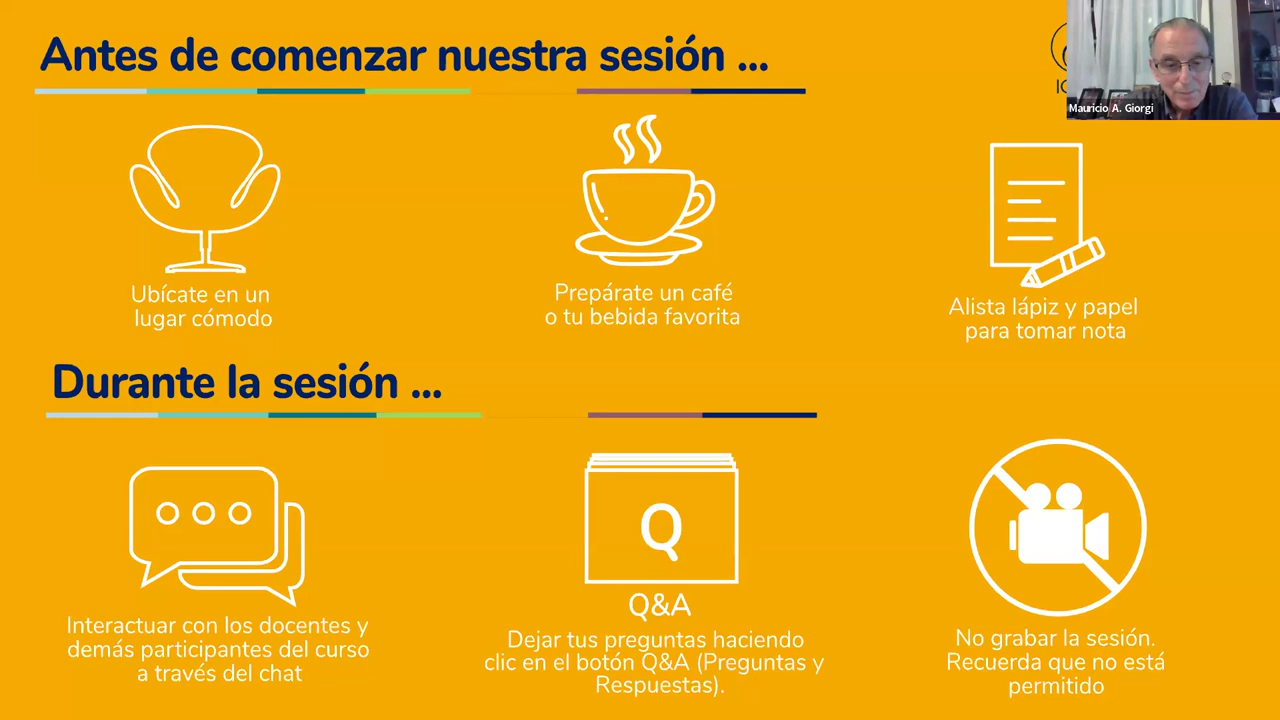 Antes de comenzar nuestra sesión ...
Mauricio A. Giorgi
Ubícate en un
lugar cómodo
Prepárate un café
o tu bebida favorita
Alista lápiz y papel
para tomar nota
Durante la sesión ...
Q
Interactuar con los docentes y
demás participantes del curso
a través del chat
Q&A
Dejar tus preguntas haciendo
clic en el botón Q&A (Preguntas y
Respuestas).
No grabar la sesión.
Recuerda que no está
permitido